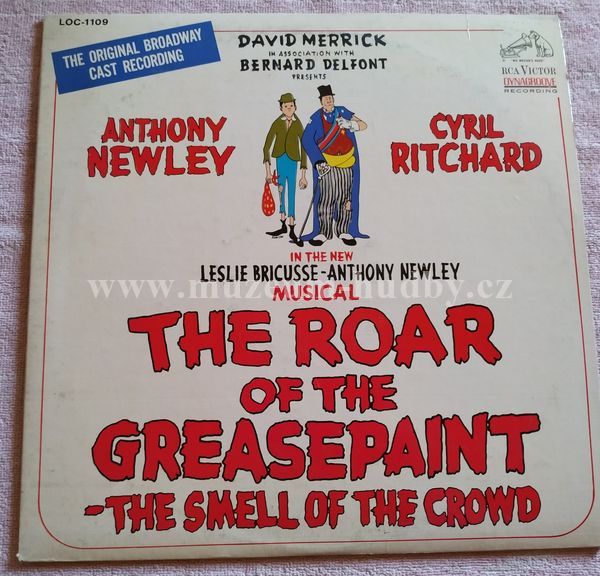 LOC-1109
THE ORIGINAL BROADWAY
CAST RECORDING
DAVID MERRICK
IN ASSOCIATION WITH
BERNARD DELFONT
PRESENTS
"HIS MASTER'S VOICE"
RCA VICTOR
DYNAGROOVE
RECORDING
ANTHONY
NEWLEY
CYRIL
RITCHARD
IN THE NEW
LESLIE BRICUSSE-ANTHONY NEWLEY
MUSICAL
THE ROAR
OF THE
GREASEPAINT
-THE SMELL OF THE CROWD